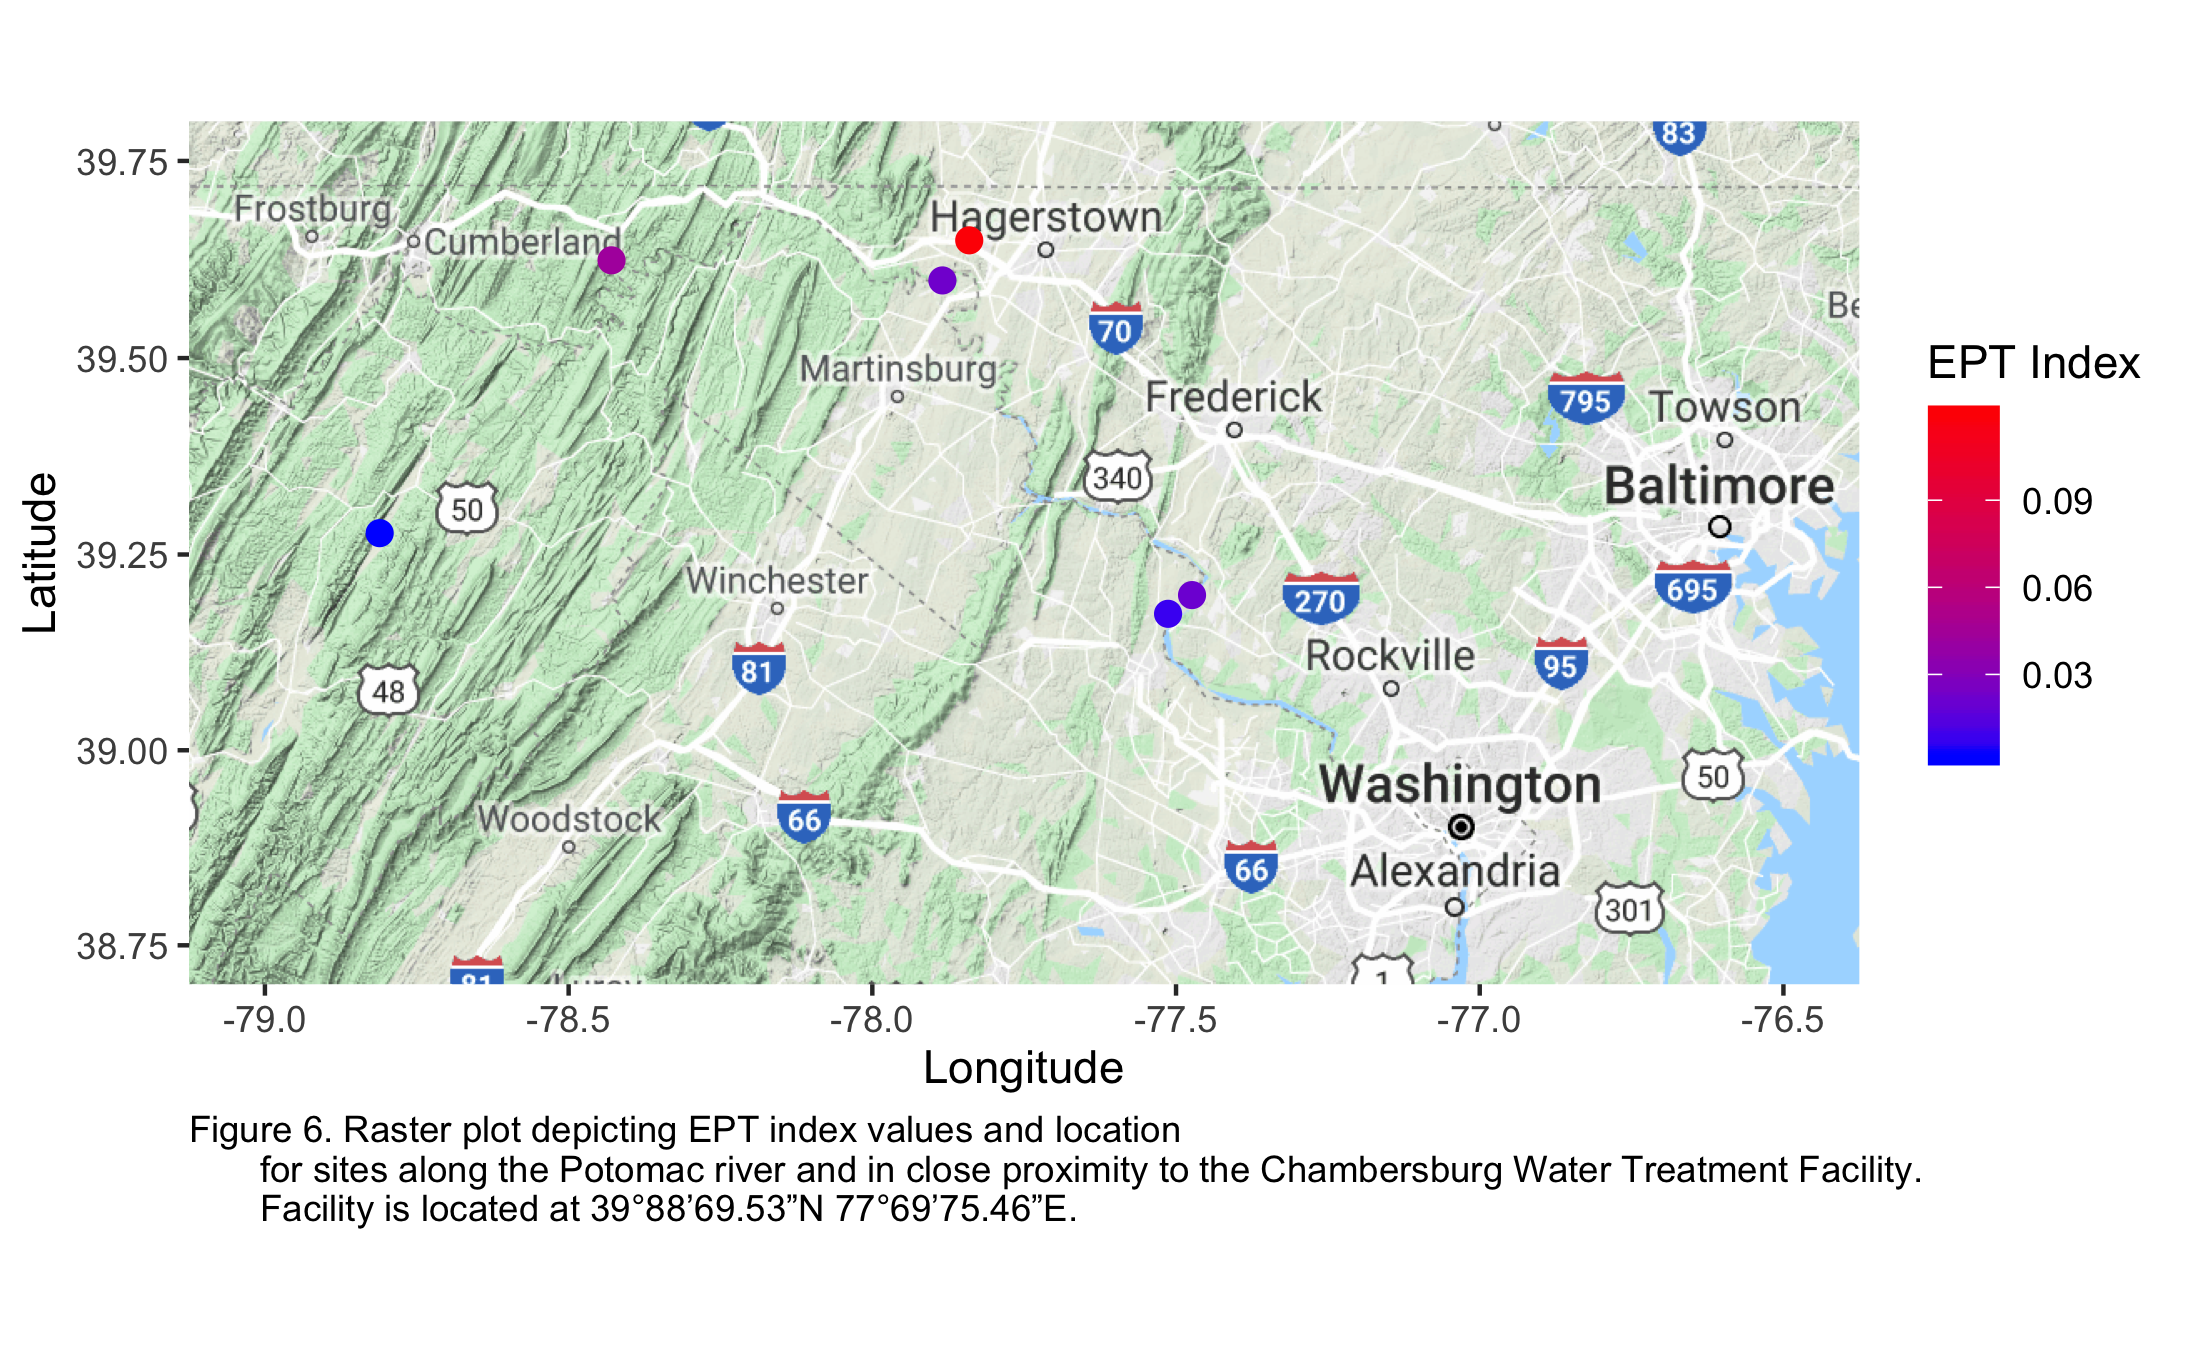 83
39.75
Frostburg
Hagerstown
Cumberland
Be
70
39.50
EPT Index
Martinsburg
Frederick
795
Towson
340
Baltimore
0.09
50
39.25
Latitude
Winchester
270
695
0.06
Rockville
81
95
0.03
48
39.00
Washington
50
Woodstock
66
66
Alexandria
301
38.75
81
Luray
1
-79.0 -78.5 -78.0 -77.5 -77.0 -76.5
Longitude
Figure 6. Raster plot depicting EPT index values and location
for sites along the Potomac river and in close proximity to the Chambersburg Water Treatment Facility.
Facility is located at 39°88’69.53”N 77°69’75.46”E.